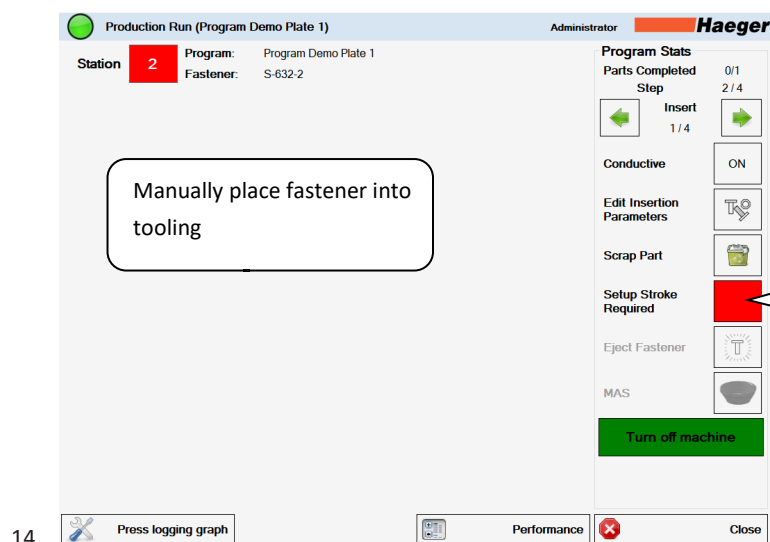 Production Run (Program Demo Plate 1)
Administrator
Haeger
Station
2
Program:
Program Demo Plate 1
Fastener:
S-632-2
Manually place fastener into
tooling
Program Stats
Parts Completed
0/1
Step
2 / 4
Insert
1 / 4
Conductive
ON
Edit Insertion
Parameters
Scrap Part
Setup Stroke
Required
Eject Fastener
T
MAS
Turn off machine
Press logging graph
Performance
Close
14